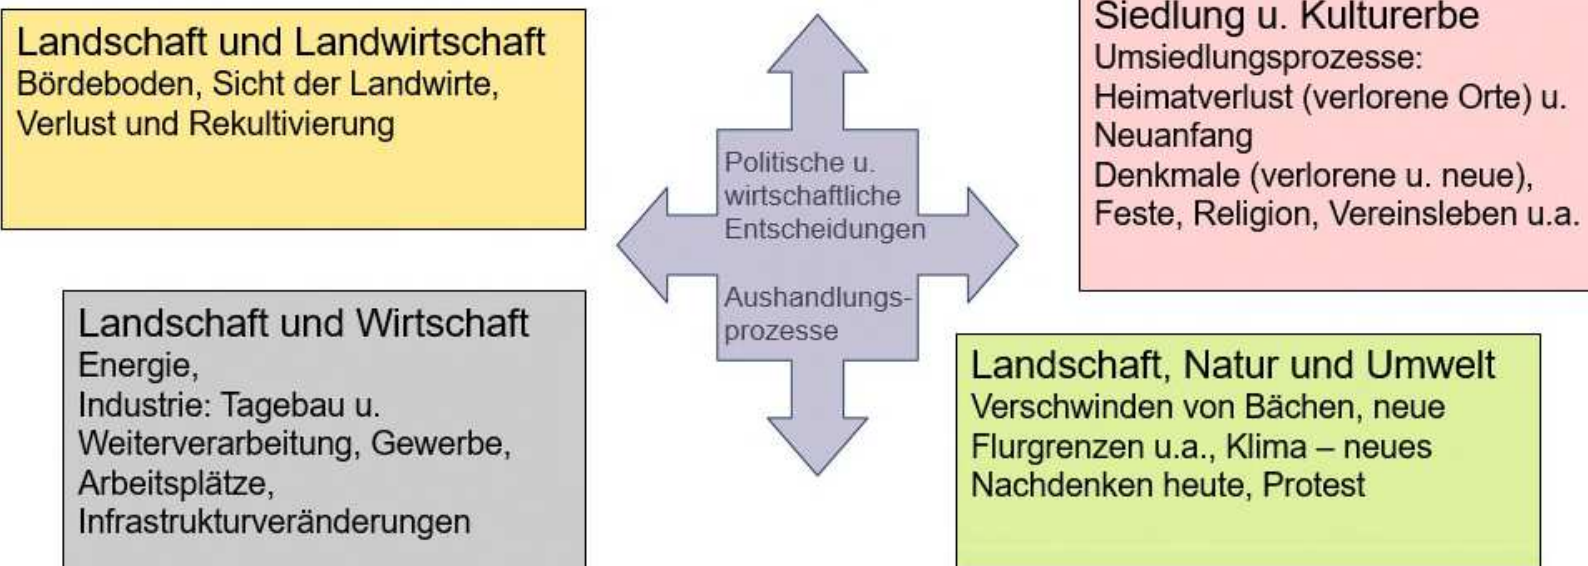 Landschaft und Landwirtschaft
Bördeboden, Sicht der Landwirte,
Verlust und Rekultivierung
Siedlung u. Kulturerbe
Umsiedlungsprozesse:
Heimatverlust (verlorene Orte) u.
Neuanfang
Denkmale (verlorene u. neue),
Feste, Religion, Vereinsleben u.a.
Politische u.
wirtschaftliche
Entscheidungen
Aushandlungs-
prozesse
Landschaft und Wirtschaft
Energie,
Industrie: Tagebau u.
Weiterverarbeitung, Gewerbe,
Arbeitsplätze,
Infrastrukturveränderungen
Landschaft, Natur und Umwelt
Verschwinden von Bächen, neue
Flurgrenzen u.a., Klima – neues
Nachdenken heute, Protest